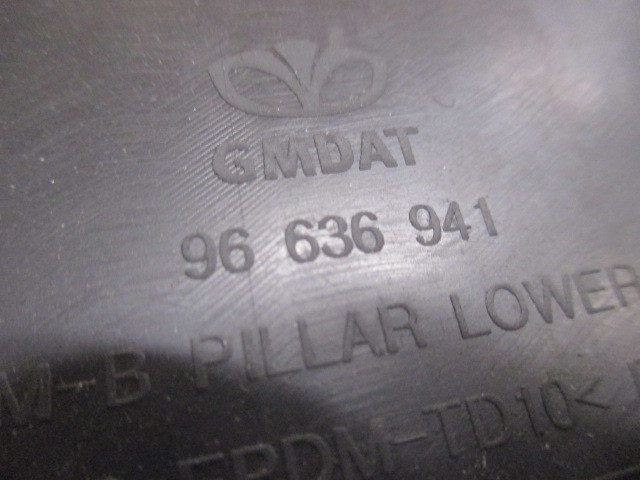 GMDAT
96 636 941
M-B PILLAR LOWER
EPDM-TD10<